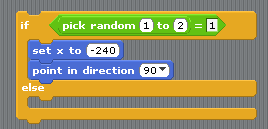 if pick random 1 to 2 = 1
set x to -240
point in direction 90
else